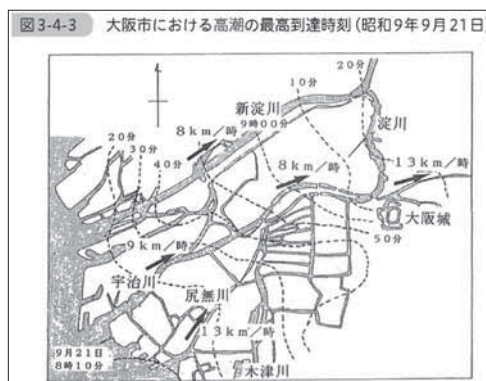 図3-4-3 大阪市における高潮の最高到達時刻(昭和9年9月21日)
20分
10分
新淀川
9時00分
淀川
20分
30分
40分
8km/時
8km/時
13km/時
大阪城
50分
9km/時
宇治川
尻無川
13km/時
木津川
9月21日
8時10分